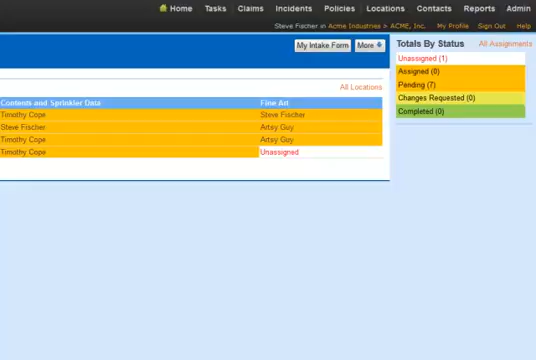 Home Tasks Claims Incidents Policies Locations Contacts Reports Admin
Steve Fischer in Acme Industries > ACME, Inc. My Profile Sign Out Help
My Intake Form More
Totals By Status All Assignments
Unassigned (1)
Assigned (0)
Pending (7)
Changes Requested (0)
Completed (0)
All Locations
Contents and Sprinkler Data Fine Art
Timothy Cope Steve Fischer
Steve Fischer Artsy Guy
Timothy Cope Artsy Guy
Timothy Cope Unassigned